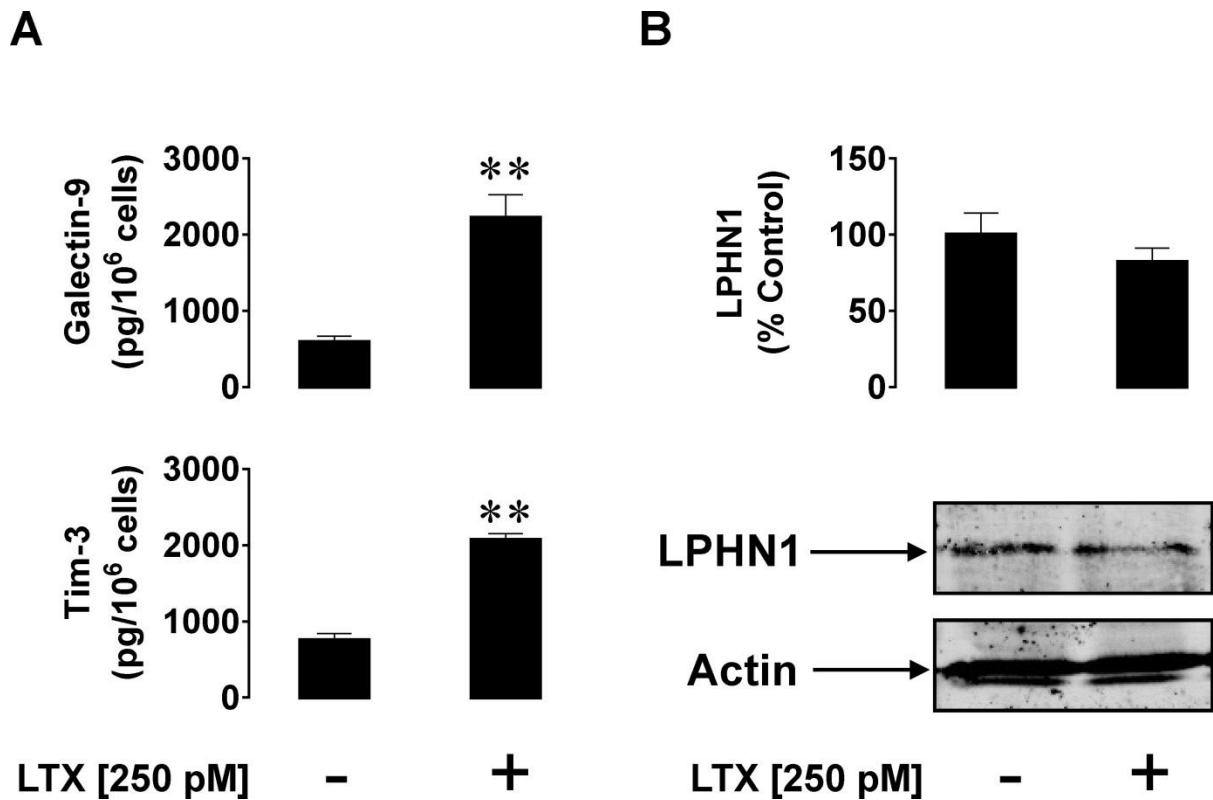 A
B
3000
2000
1000
0
Galectin-9
(pg/10⁶ cells)
**
3000
2000
1000
0
Tim-3
(pg/10⁶ cells)
**
LTX [250 pM]
-
+
150
100
50
0
LPHN1
(% Control)
LPHN1
Actin
LTX [250 pM]
-
+